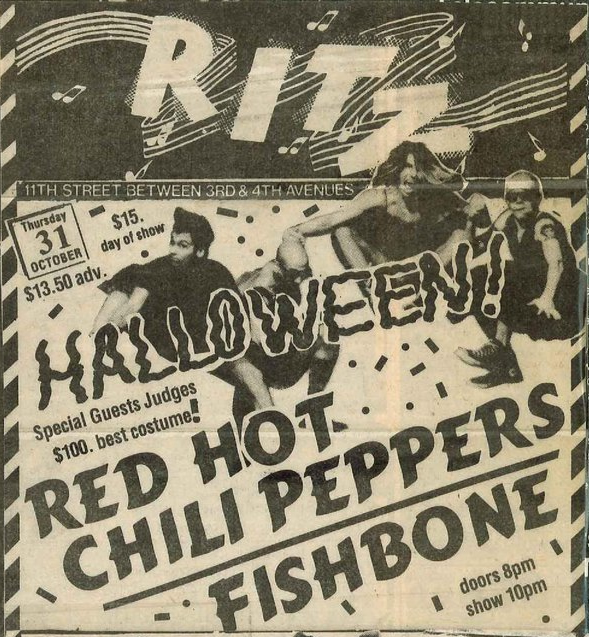 RITZ
11TH STREET BETWEEN 3RD & 4TH AVENUES
Thursday
31
OCTOBER
$15.
day of show
$13.50 adv.
HALLOWEEN!
Special Guests Judges
$100. best costume!
RED HOT
CHILI PEPPERS
FISHBONE
doors 8pm
show 10pm